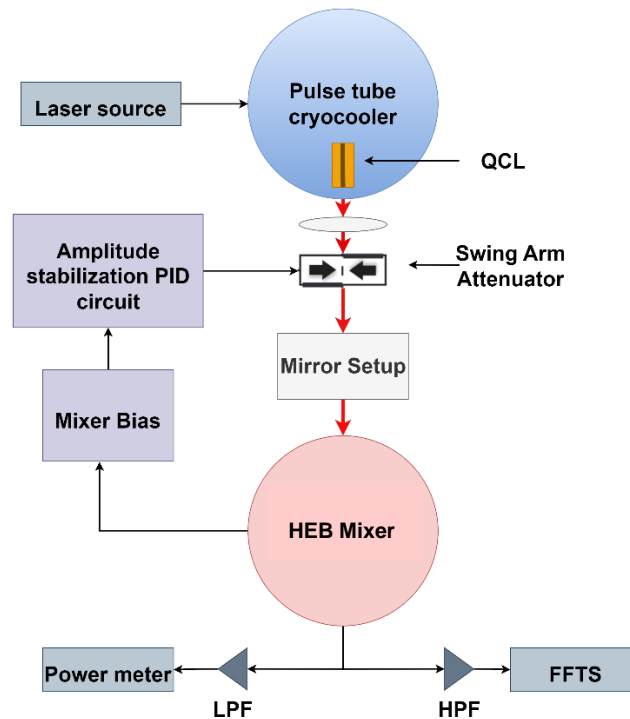 Pulse tube
cryocooler
Laser source
QCL
Amplitude
stabilization PID
circuit
Swing Arm
Attenuator
Mirror Setup
Mixer Bias
HEB Mixer
Power meter
LPF
HPF
FFTS